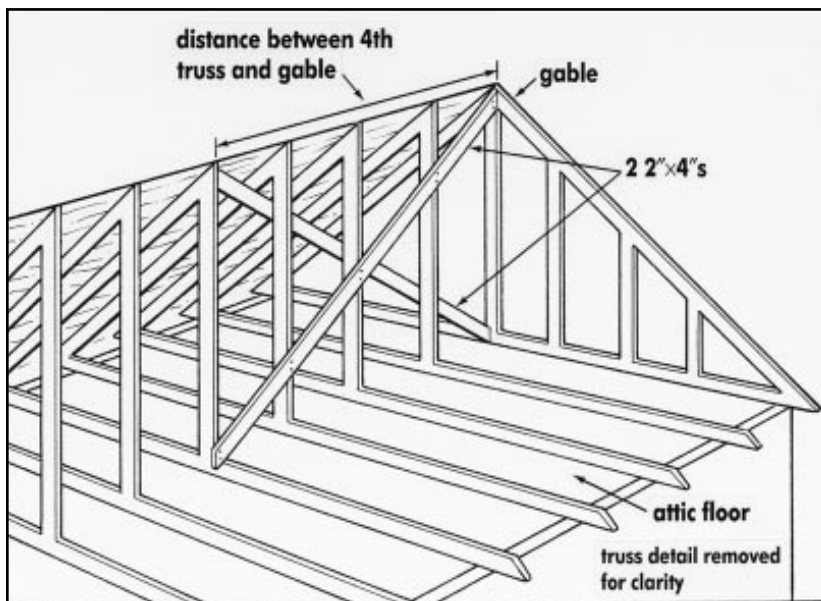 distance between 4th
truss and gable
gable
2 2"×4"s
attic floor
truss detail removed
for clarity